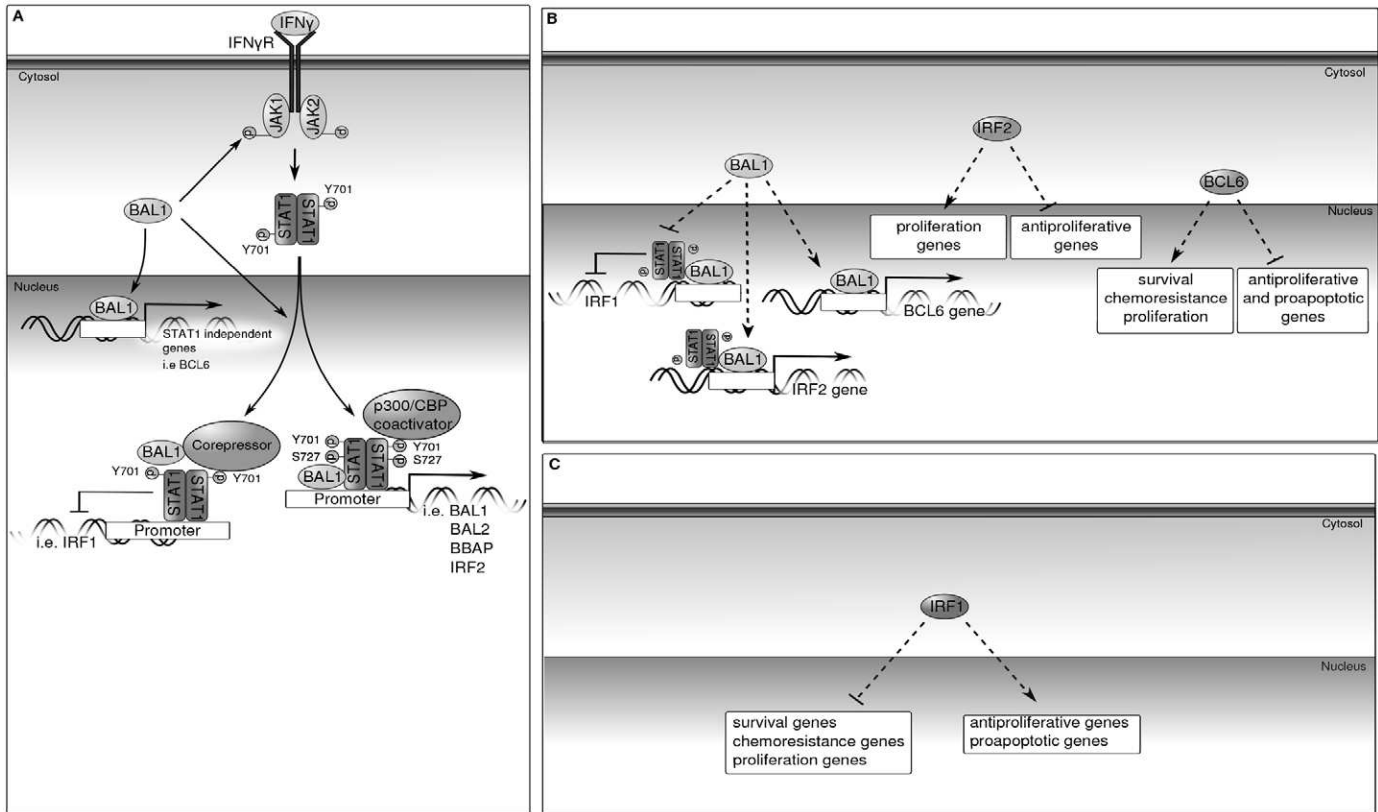 A
IFNγ
IFNγR
Cytosol
JAK1
JAK2
P
P
Y701
P
STAT1
STAT1
P
Y701
BAL1
Nucleus
BAL1
STAT1 independent
genes
i.e BCL6
p300/CBP
coactivator
Corepressor
BAL1
Y701
P
P
Y701
STAT1
STAT1
Promoter
i.e. IRF1
Y701
P
S727
P
P
Y701
P
S727
BAL1
STAT1
STAT1
Promoter
i.e. BAL1
BAL2
BBAP
IRF2
B
Cytosol
IRF2
BAL1
BCL6
Nucleus
proliferation
genes
antiproliferative
genes
P
P
STAT1
STAT1
BAL1
IRF1
BAL1
BCL6 gene
survival
chemoresistance
proliferation
antiproliferative
and proapoptotic
genes
P
P
STAT1
STAT1
BAL1
IRF2 gene
C
Cytosol
IRF1
Nucleus
survival genes
chemoresistance genes
proliferation genes
antiproliferative genes
proapoptotic genes